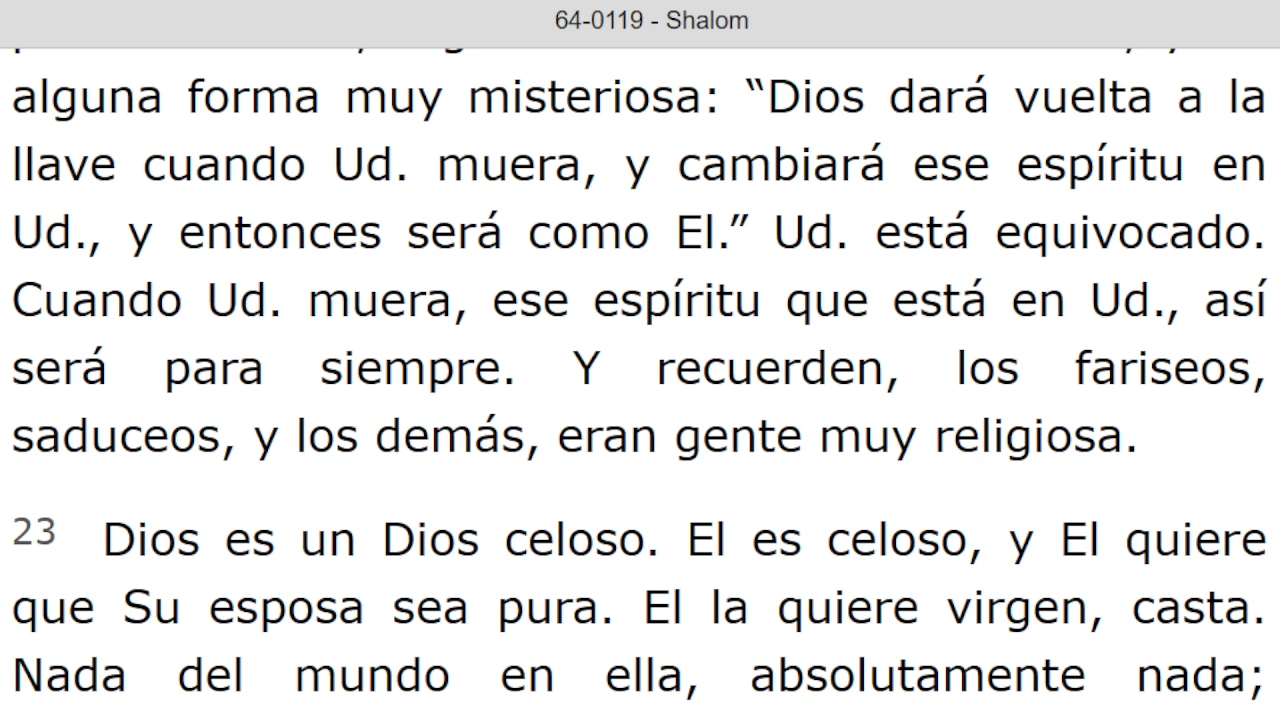 64-0119 - Shalom
alguna forma muy misteriosa: “Dios dará vuelta a la
llave cuando Ud. muera, y cambiará ese espíritu en
Ud., y entonces será como El.” Ud. está equivocado.
Cuando Ud. muera, ese espíritu que está en Ud., así
será para siempre. Y recuerden, los fariseos,
saduceos, y los demás, eran gente muy religiosa.
23 Dios es un Dios celoso. El es celoso, y El quiere
que Su esposa sea pura. El la quiere virgen, casta.
Nada del mundo en ella, absolutamente nada;